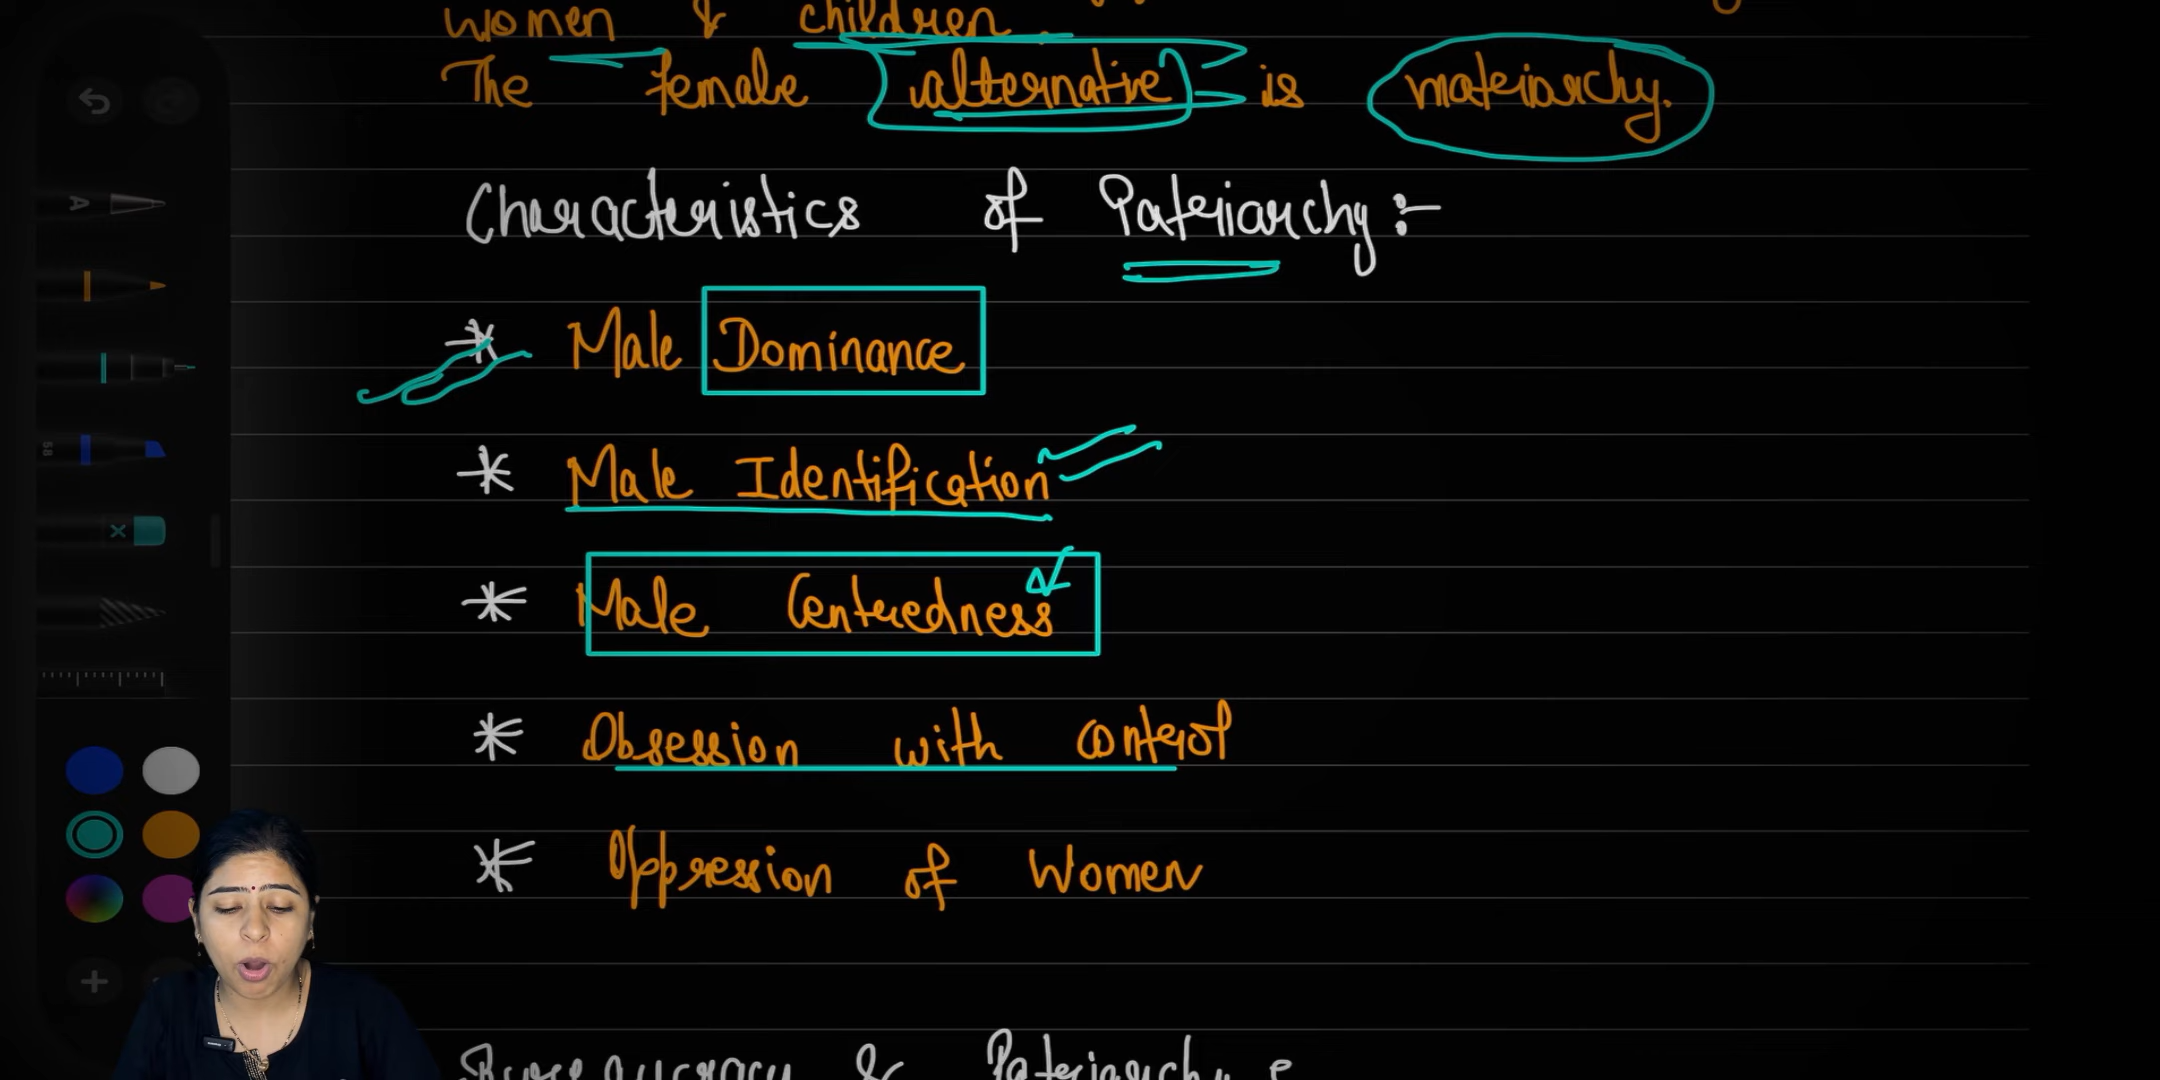 women & children.
The female alternative is matriarchy.
Characteristics of Patriarchy:-
* Male Dominance
* Male Identification
* Male Centeredness
* Obsession with control
* Oppression of Women
Bureaucracy & Patriarchy :